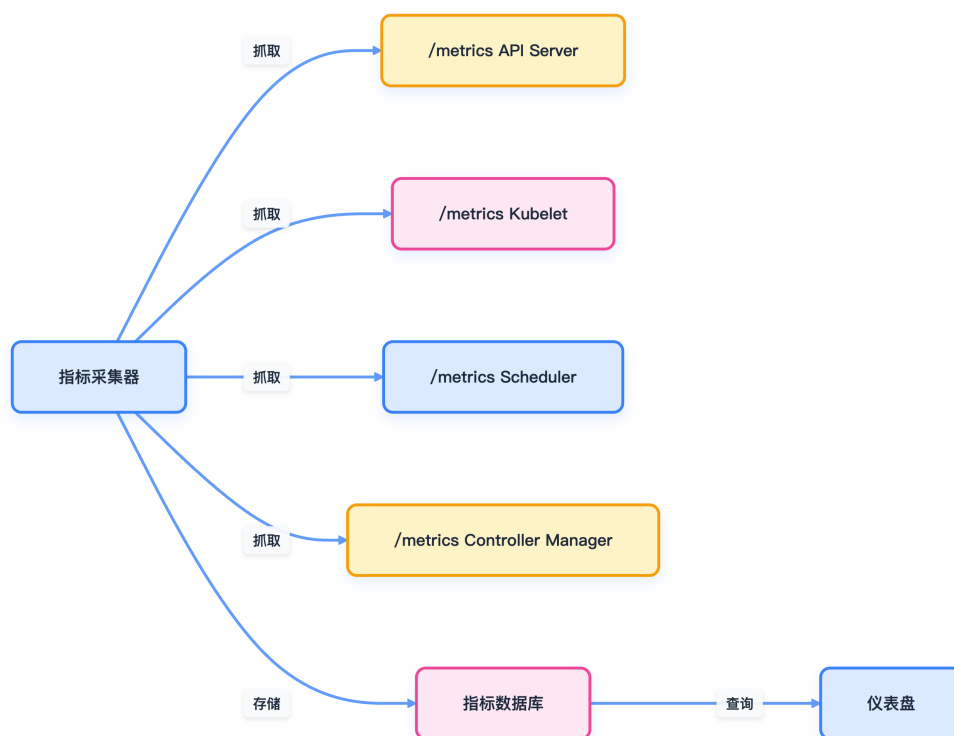 抓取
/metrics API Server
抓取
/metrics Kubelet
指标采集器
抓取
/metrics Scheduler
抓取
/metrics Controller Manager
存储
指标数据库
查询
仪表盘